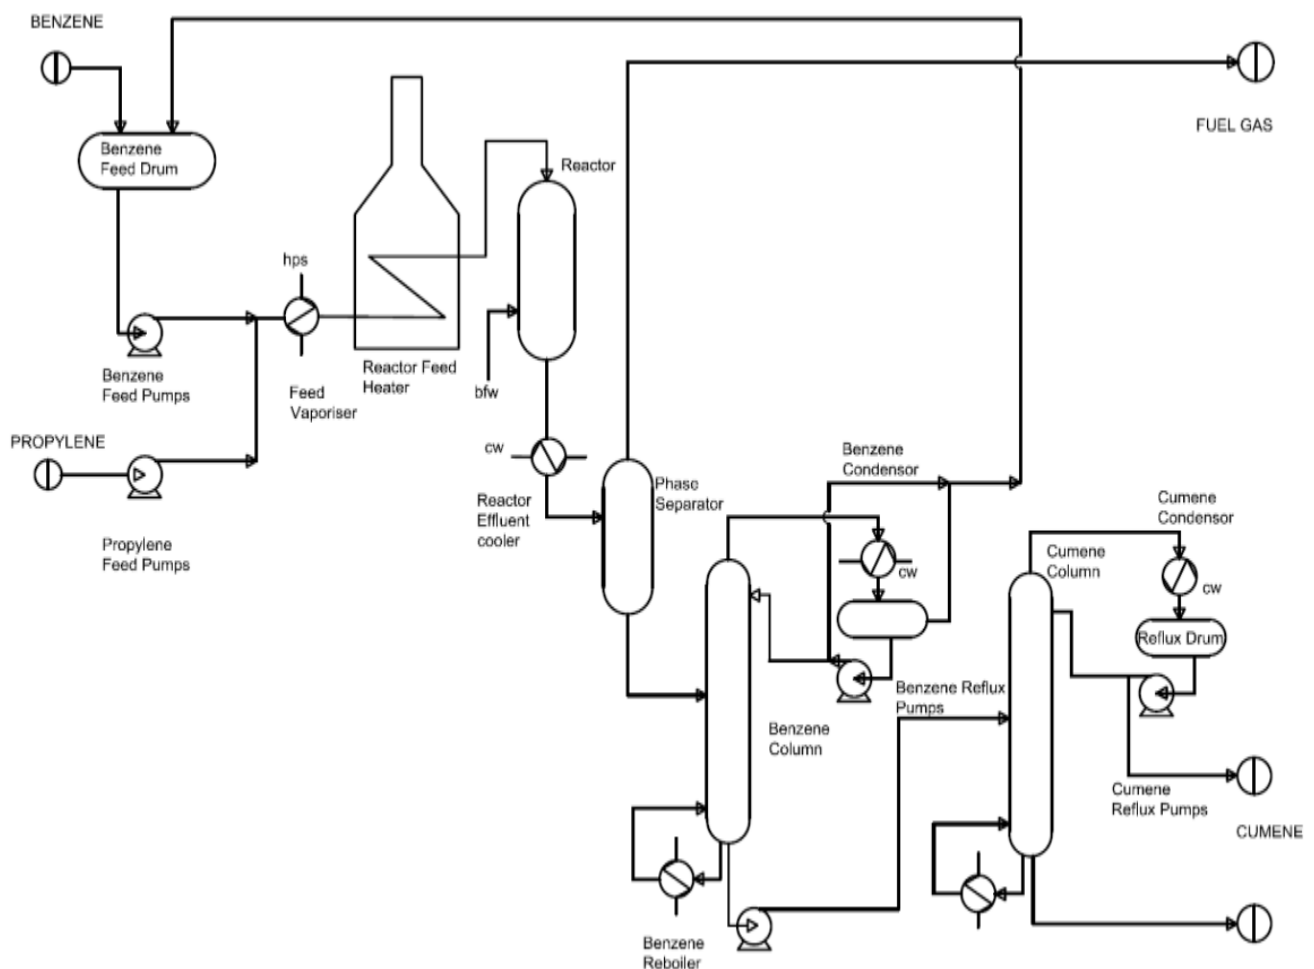 BENZENE
Benzene
Feed Drum
FUEL GAS
Reactor
hps
Benzene
Feed Pumps
Feed
Vaporiser
Reactor Feed
Heater
bfw
PROPYLENE
Propylene
Feed Pumps
cw
Reactor
Effluent
cooler
Phase
Separator
Benzene
Condensor
cw
Benzene Reflux
Pumps
Benzene
Column
Benzene
Reboiler
Cumene
Column
Cumene
Condensor
cw
Reflux Drum
Cumene
Reflux Pumps
CUMENE